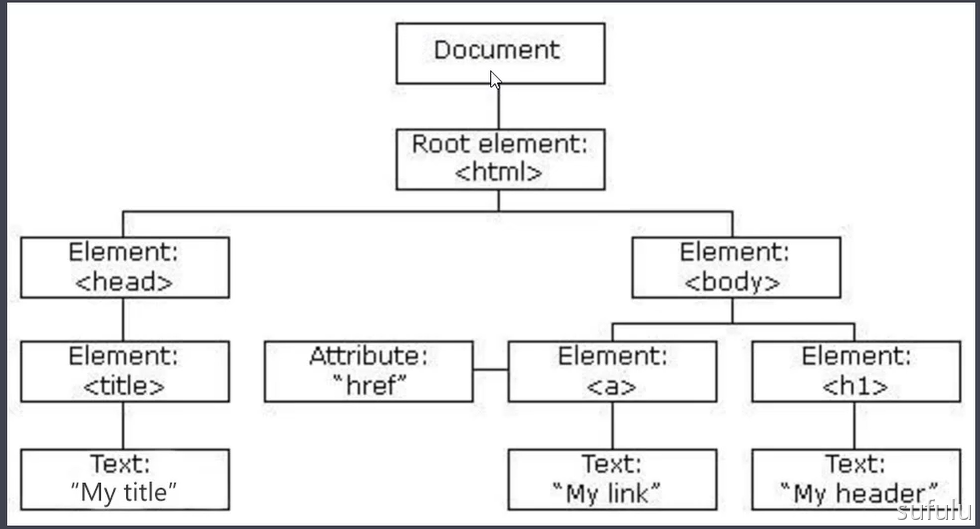 Document
Root element:
<html>
Element:
<head>
Element:
<body>
Element:
<title>
Attribute:
“href”
Element:
<a>
Element:
<h1>
Text:
“My title”
Text:
“My link”
Text:
“My header”
sufulu